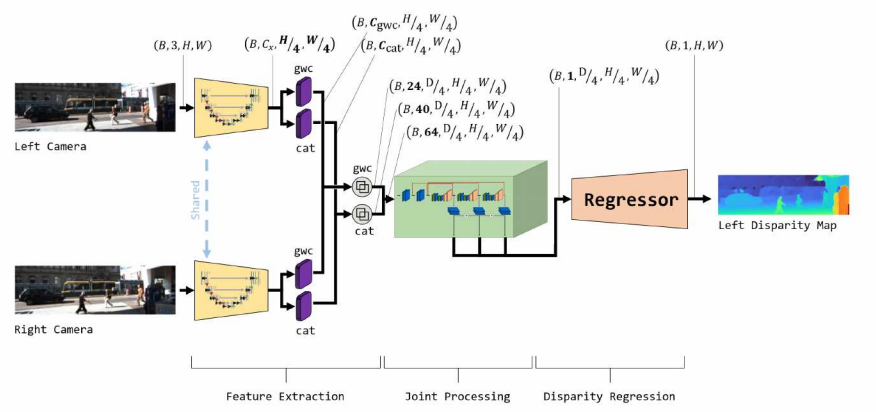 (B, C_gwc, H/4, W/4)
(B, 3, H, W)
(B, C_x, H/4, W/4)
(B, C_cat, H/4, W/4)
(B, 1, H, W)
gwc
(B, 1, D/4, H/4, W/4)
(B, 24, D/4, H/4, W/4)
(B, 40, D/4, H/4, W/4)
(B, 64, D/4, H/4, W/4)
Left Camera
cat
gwc
Shared
Regressor
cat
Left Disparity Map
gwc
Right Camera
cat
Feature Extraction
Joint Processing
Disparity Regression